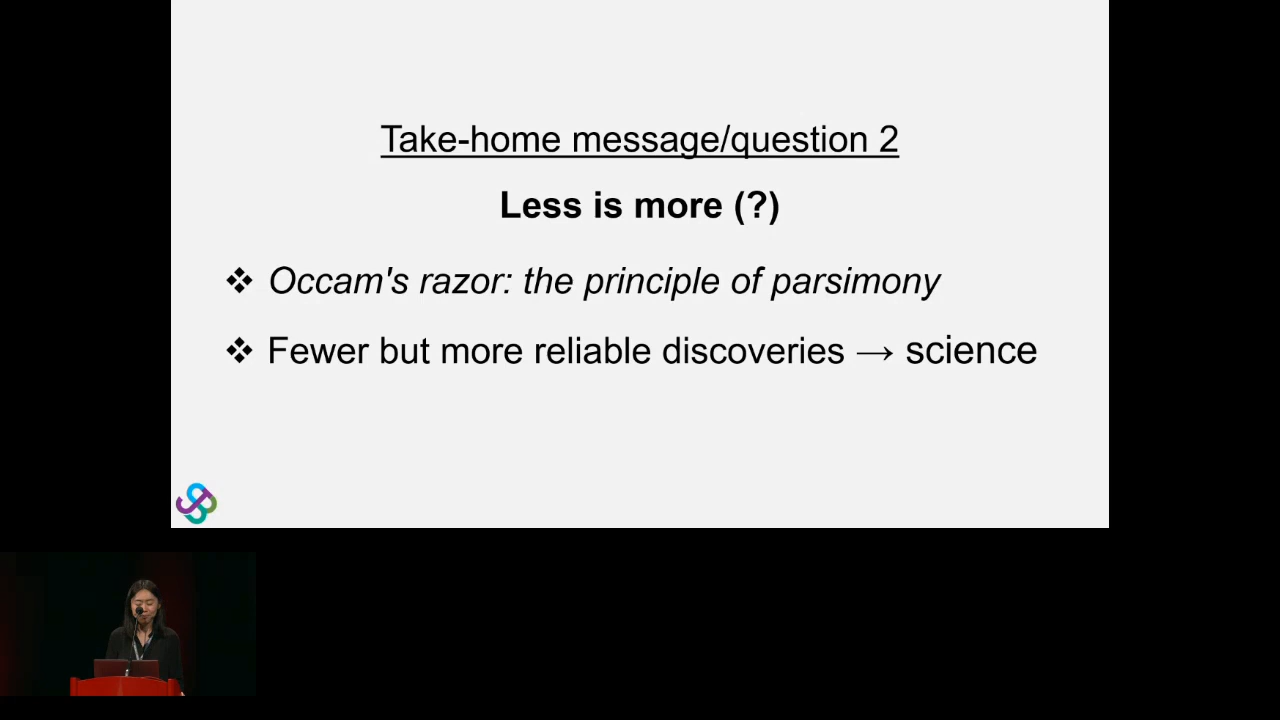 Take-home message/question 2
Less is more (?)
❖ Occam's razor: the principle of parsimony
❖ Fewer but more reliable discoveries → science